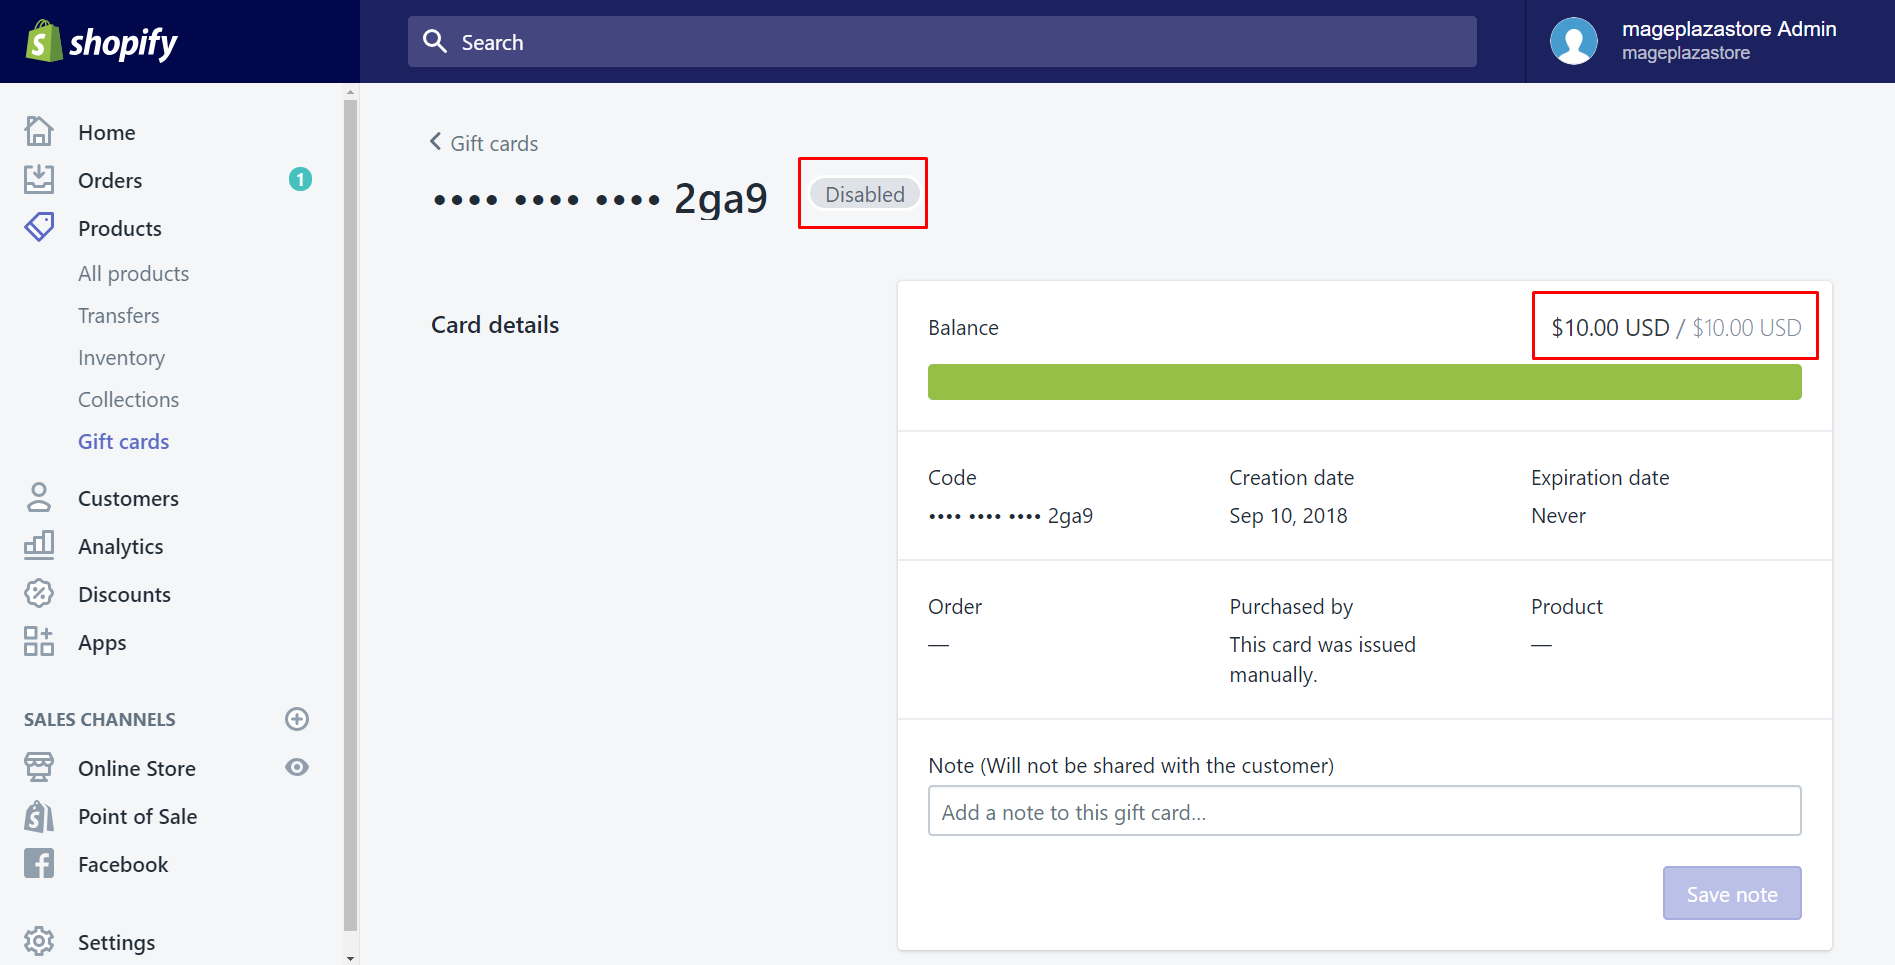 shopify
Search
mageplazastore Admin
mageplazastore
Home
Orders 1
Products
All products
Transfers
Inventory
Collections
Gift cards
Customers
Analytics
Discounts
Apps
SALES CHANNELS
Online Store
Point of Sale
Facebook
Settings
Gift cards
•••• •••• •••• 2ga9 Disabled
Card details
Balance $10.00 USD / $10.00 USD
Code Creation date Expiration date
•••• •••• •••• 2ga9 Sep 10, 2018 Never
Order Purchased by Product
— This card was issued —
manually.
Note (Will not be shared with the customer)
Add a note to this gift card...
Save note